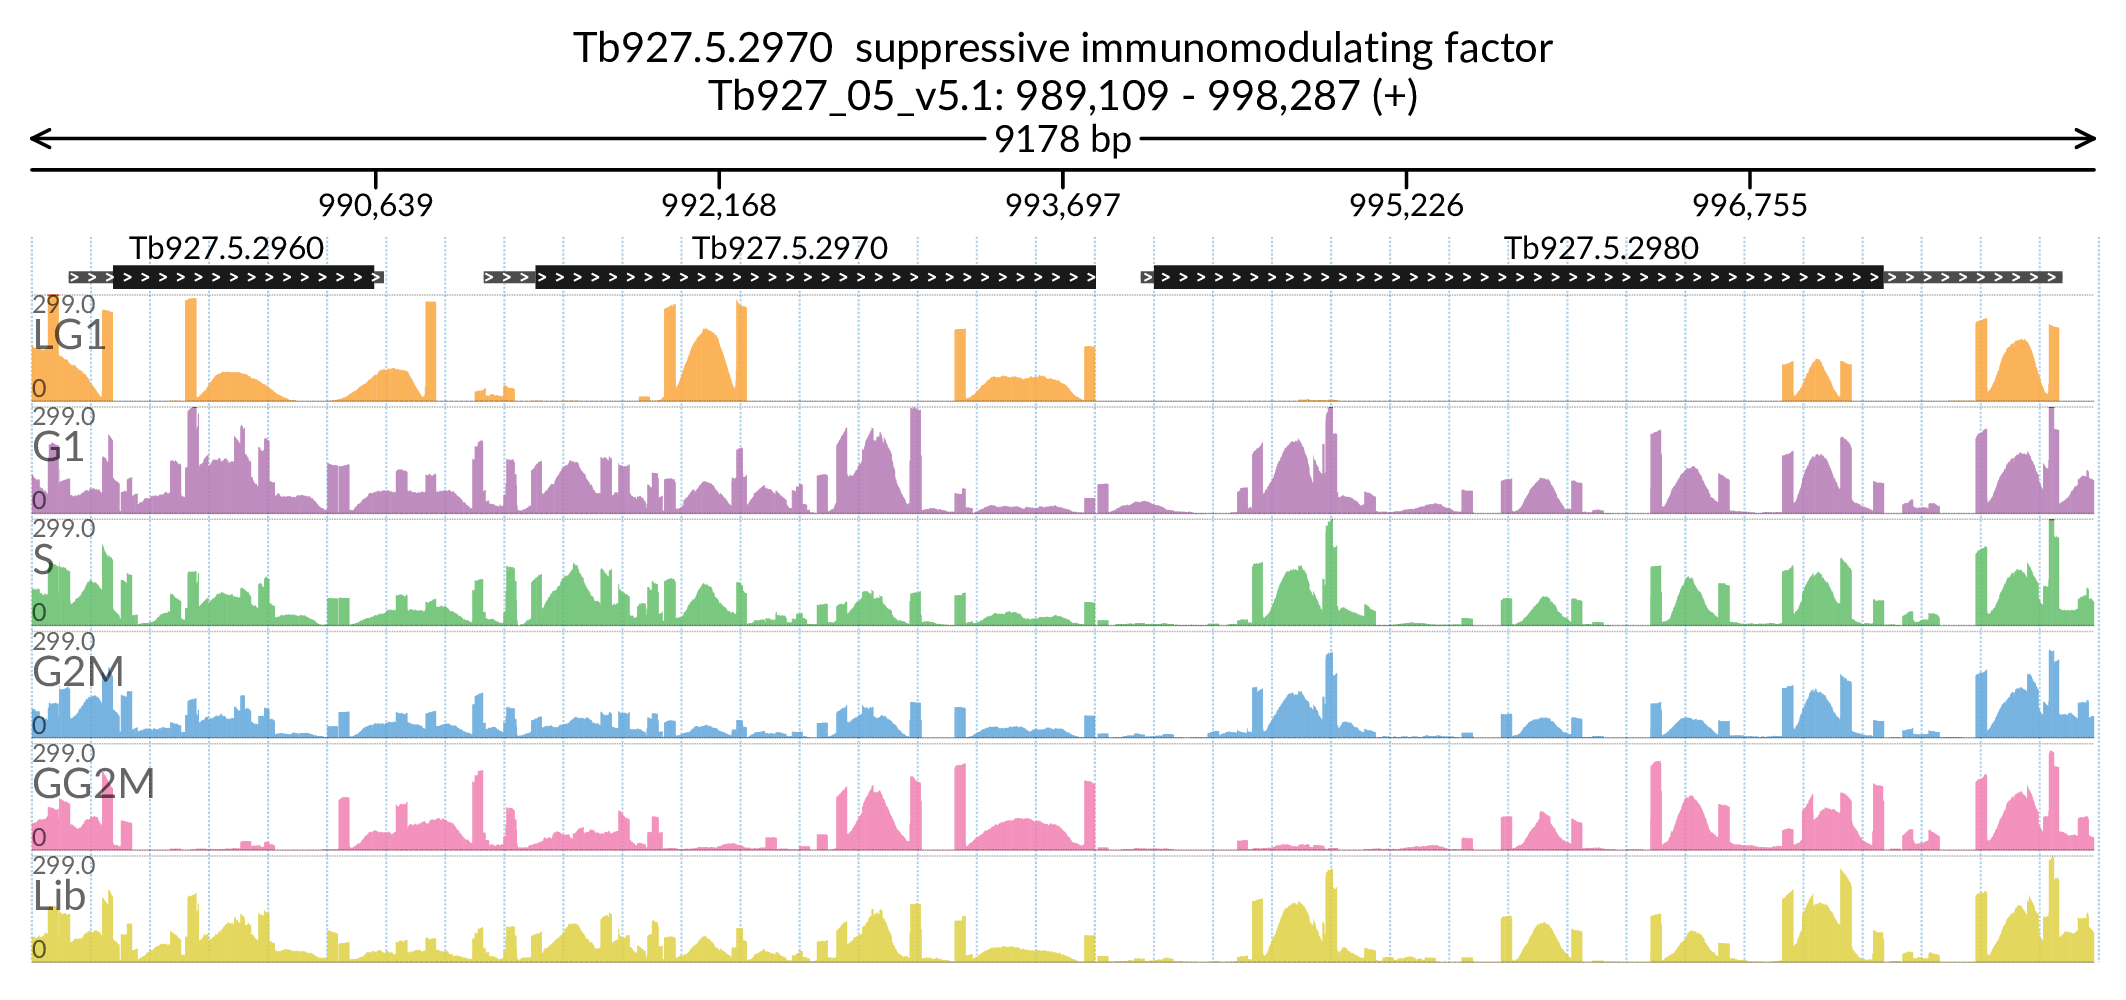 Tb927.5.2970  suppressive immunomodulating factor
Tb927_05_v5.1: 989,109 - 998,287 (+)
9178 bp
990,639 992,168 993,697 995,226 996,755
Tb927.5.2960 Tb927.5.2970 Tb927.5.2980
299.0
LG1
0
299.0
G1
0
299.0
S
0
299.0
G2M
0
299.0
GG2M
0
299.0
Lib
0